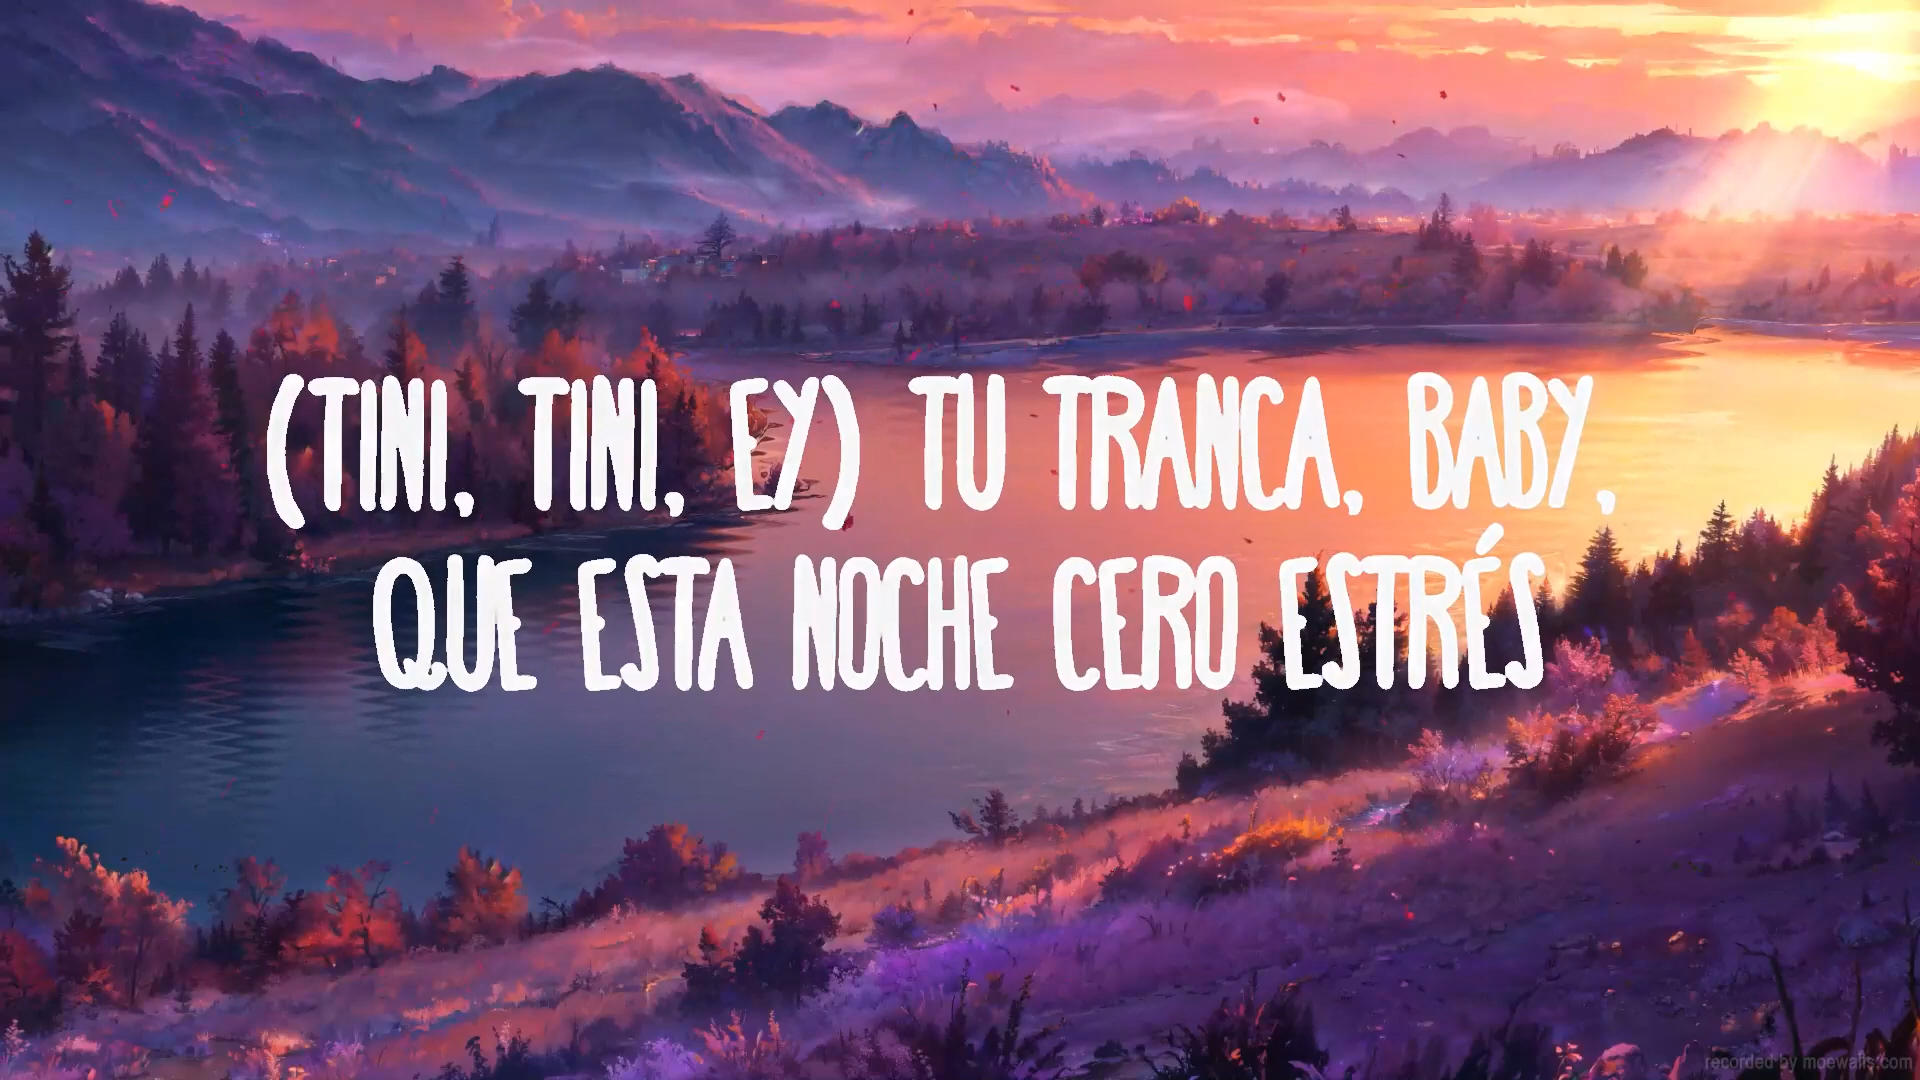 (TINI, TINI, EY) TU TRANCA, BABY,
QUE ESTA NOCHE CERO ESTRÉS
recorded by moewalls.com